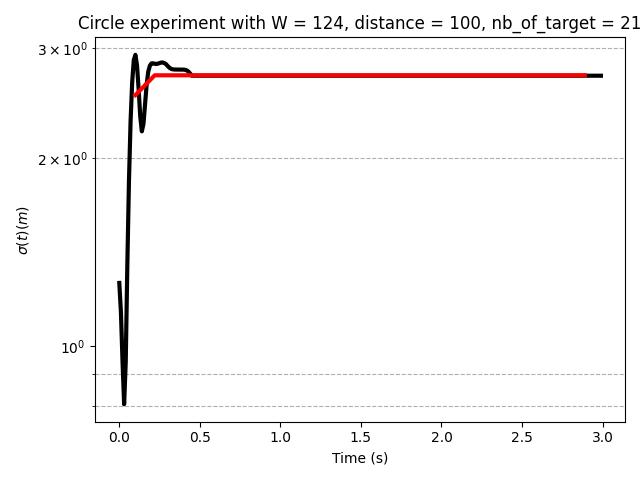 Circle experiment with W = 124, distance = 100, nb_of_target = 21
3 × 10⁰
2 × 10⁰
10⁰
σ(t)(m)
0.0 0.5 1.0 1.5 2.0 2.5 3.0
Time (s)